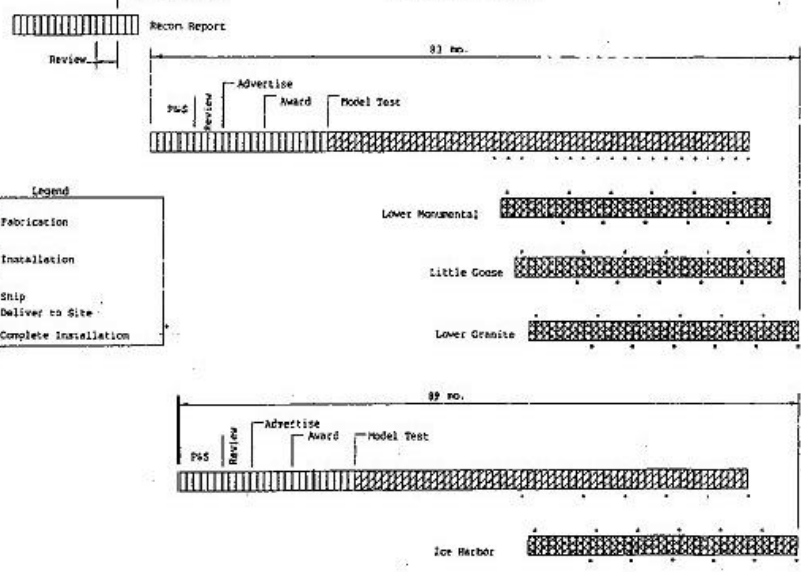 Recon Report
Review
83 mo.
Advertise
P&S
Review
Award
Model Test
Legend
Lower Monumental
Fabrication
Installation
Little Goose
Ship
Deliver to Site
Complete Installation
Lower Granite
89 mo.
Advertise
Award
Model Test
P&S
Review
Ice Harbor